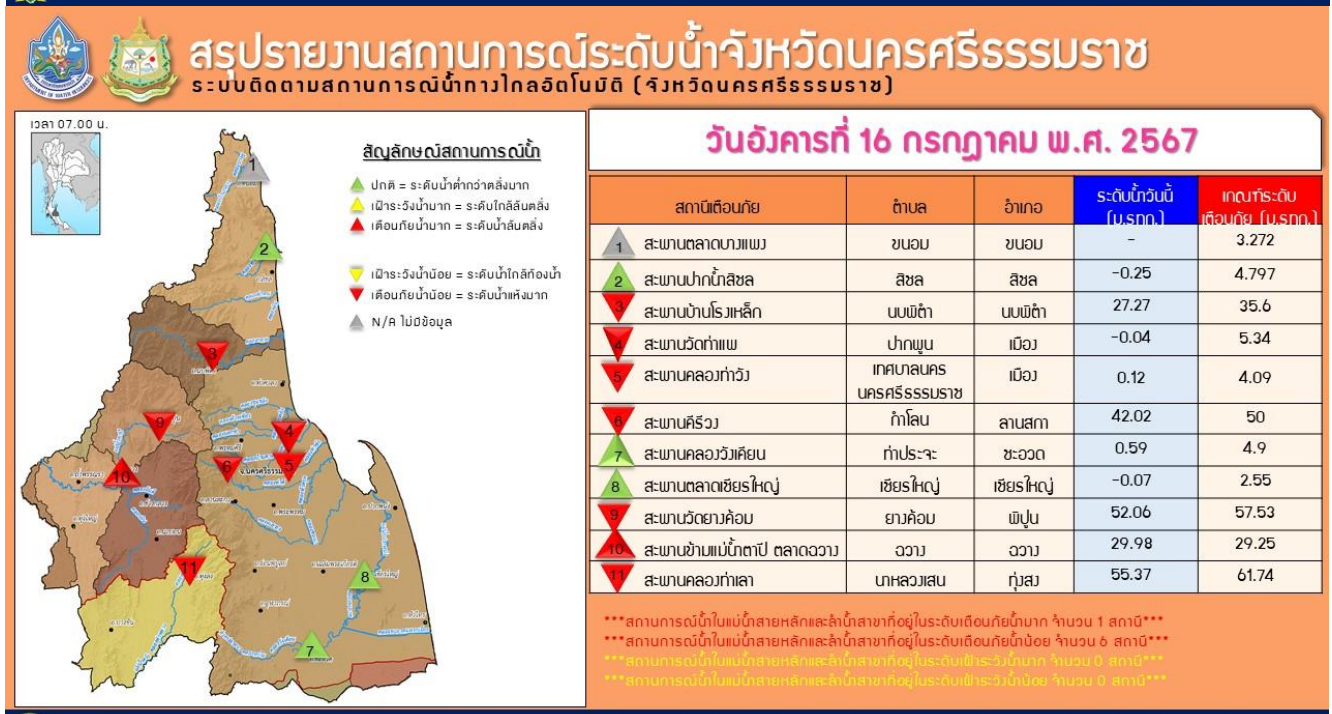 สรุปรายงานสถานการณ์ระดับน้ำจังหวัดนครศรีธรรมราช
ระบบติดตามสถานการณ์น้ำทางไกลอัตโนมัติ (จังหวัดนครศรีธรรมราช)
เวลา 07.00 น.
สัญลักษณ์สถานการณ์น้ำ
ปกติ = ระดับน้ำต่ำกว่าตลิ่งมาก
เฝ้าระวังน้ำมาก = ระดับใกล้ล้นตลิ่ง
เตือนภัยน้ำมาก = ระดับน้ำล้นตลิ่ง
เฝ้าระวังน้ำน้อย = ระดับน้ำใกล้ท้องน้ำ
เตือนภัยน้ำน้อย = ระดับน้ำแห้งมาก
N/A ไม่มีข้อมูล
1
2
3
9
4
10
6
5
11
8
7
วันอังคารที่ 16 กรกฎาคม พ.ศ. 2567
สถานีเตือนภัย ตำบล อำเภอ ระดับน้ำวันนี้ (ม.รทก.) เกณฑ์ระดับเตือนภัย (ม.รทก.)
1 สะพานตลาดบางแพง ขนอม ขนอม - 3.272
2 สะพานปากน้ำสิชล สิชล สิชล -0.25 4.797
3 สะพานบ้านโรงเหล็ก นบพิตำ นบพิตำ 27.27 35.6
4 สะพานวัดท่าแพ ปากพูน เมือง -0.04 5.34
5 สะพานคลองท่าวัง เทศบาลนครนครศรีธรรมราช เมือง 0.12 4.09
6 สะพานคีรีวง กำโลน ลานสกา 42.02 50
7 สะพานคลองวังเคียน ท่าประจะ ชะอวด 0.59 4.9
8 สะพานตลาดเชียรใหญ่ เชียรใหญ่ เชียรใหญ่ -0.07 2.55
9 สะพานวัดยางค้อม ยางค้อม พิปูน 52.06 57.53
10 สะพานข้ามแม่น้ำตาปี ตลาดฉวาง ฉวาง ฉวาง 29.98 29.25
11 สะพานคลองท่าเลา นาหลวงเสน ทุ่งสง 55.37 61.74
***สถานการณ์น้ำในแม่น้ำสายหลักและลำน้ำสาขาที่อยู่ในระดับเตือนภัยน้ำมาก จำนวน 1 สถานี***
***สถานการณ์น้ำในแม่น้ำสายหลักและลำน้ำสาขาที่อยู่ในระดับเตือนภัยน้ำน้อย จำนวน 6 สถานี***
***สถานการณ์น้ำในแม่น้ำสายหลักและลำน้ำสาขาที่อยู่ในระดับเฝ้าระวังน้ำมาก จำนวน 0 สถานี***
***สถานการณ์น้ำในแม่น้ำสายหลักและลำน้ำสาขาที่อยู่ในระดับเฝ้าระวังน้ำน้อย จำนวน 0 สถานี***